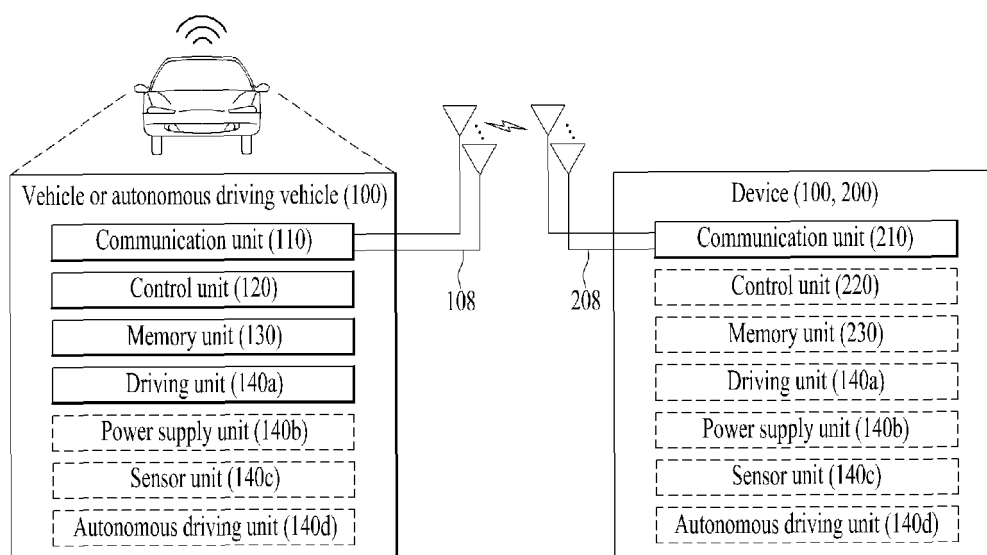 Vehicle or autonomous driving vehicle (100)
Communication unit (110)
Control unit (120)
Memory unit (130)
Driving unit (140a)
Power supply unit (140b)
Sensor unit (140c)
Autonomous driving unit (140d)
108
208
Device (100, 200)
Communication unit (210)
Control unit (220)
Memory unit (230)
Driving unit (140a)
Power supply unit (140b)
Sensor unit (140c)
Autonomous driving unit (140d)